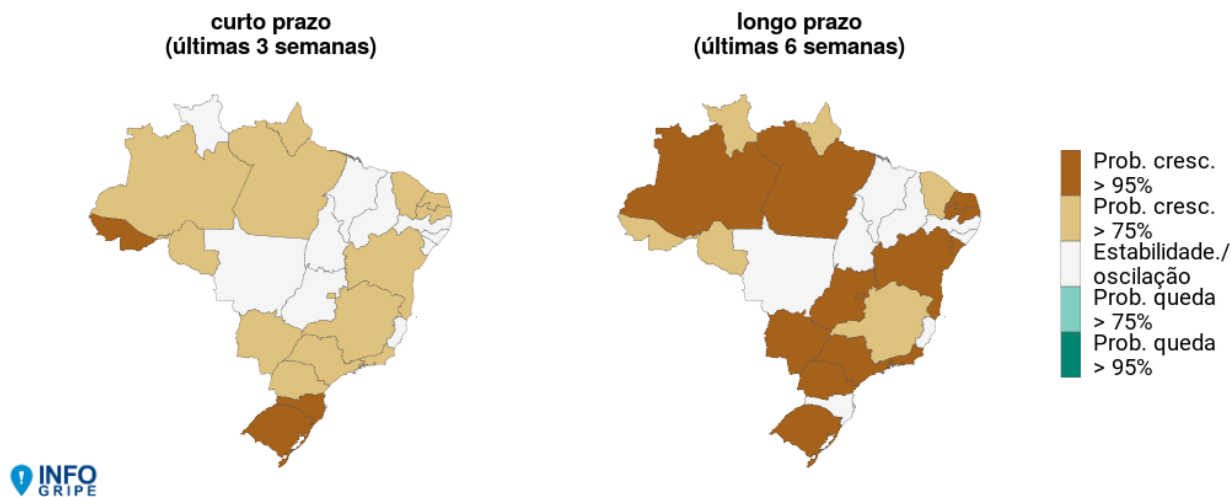 curto prazo
(últimas 3 semanas)
longo prazo
(últimas 6 semanas)
Prob. cresc.
> 95%
Prob. cresc.
> 75%
Estabilidade./
oscilação
Prob. queda
> 75%
Prob. queda
> 95%
INFO
GRIPE